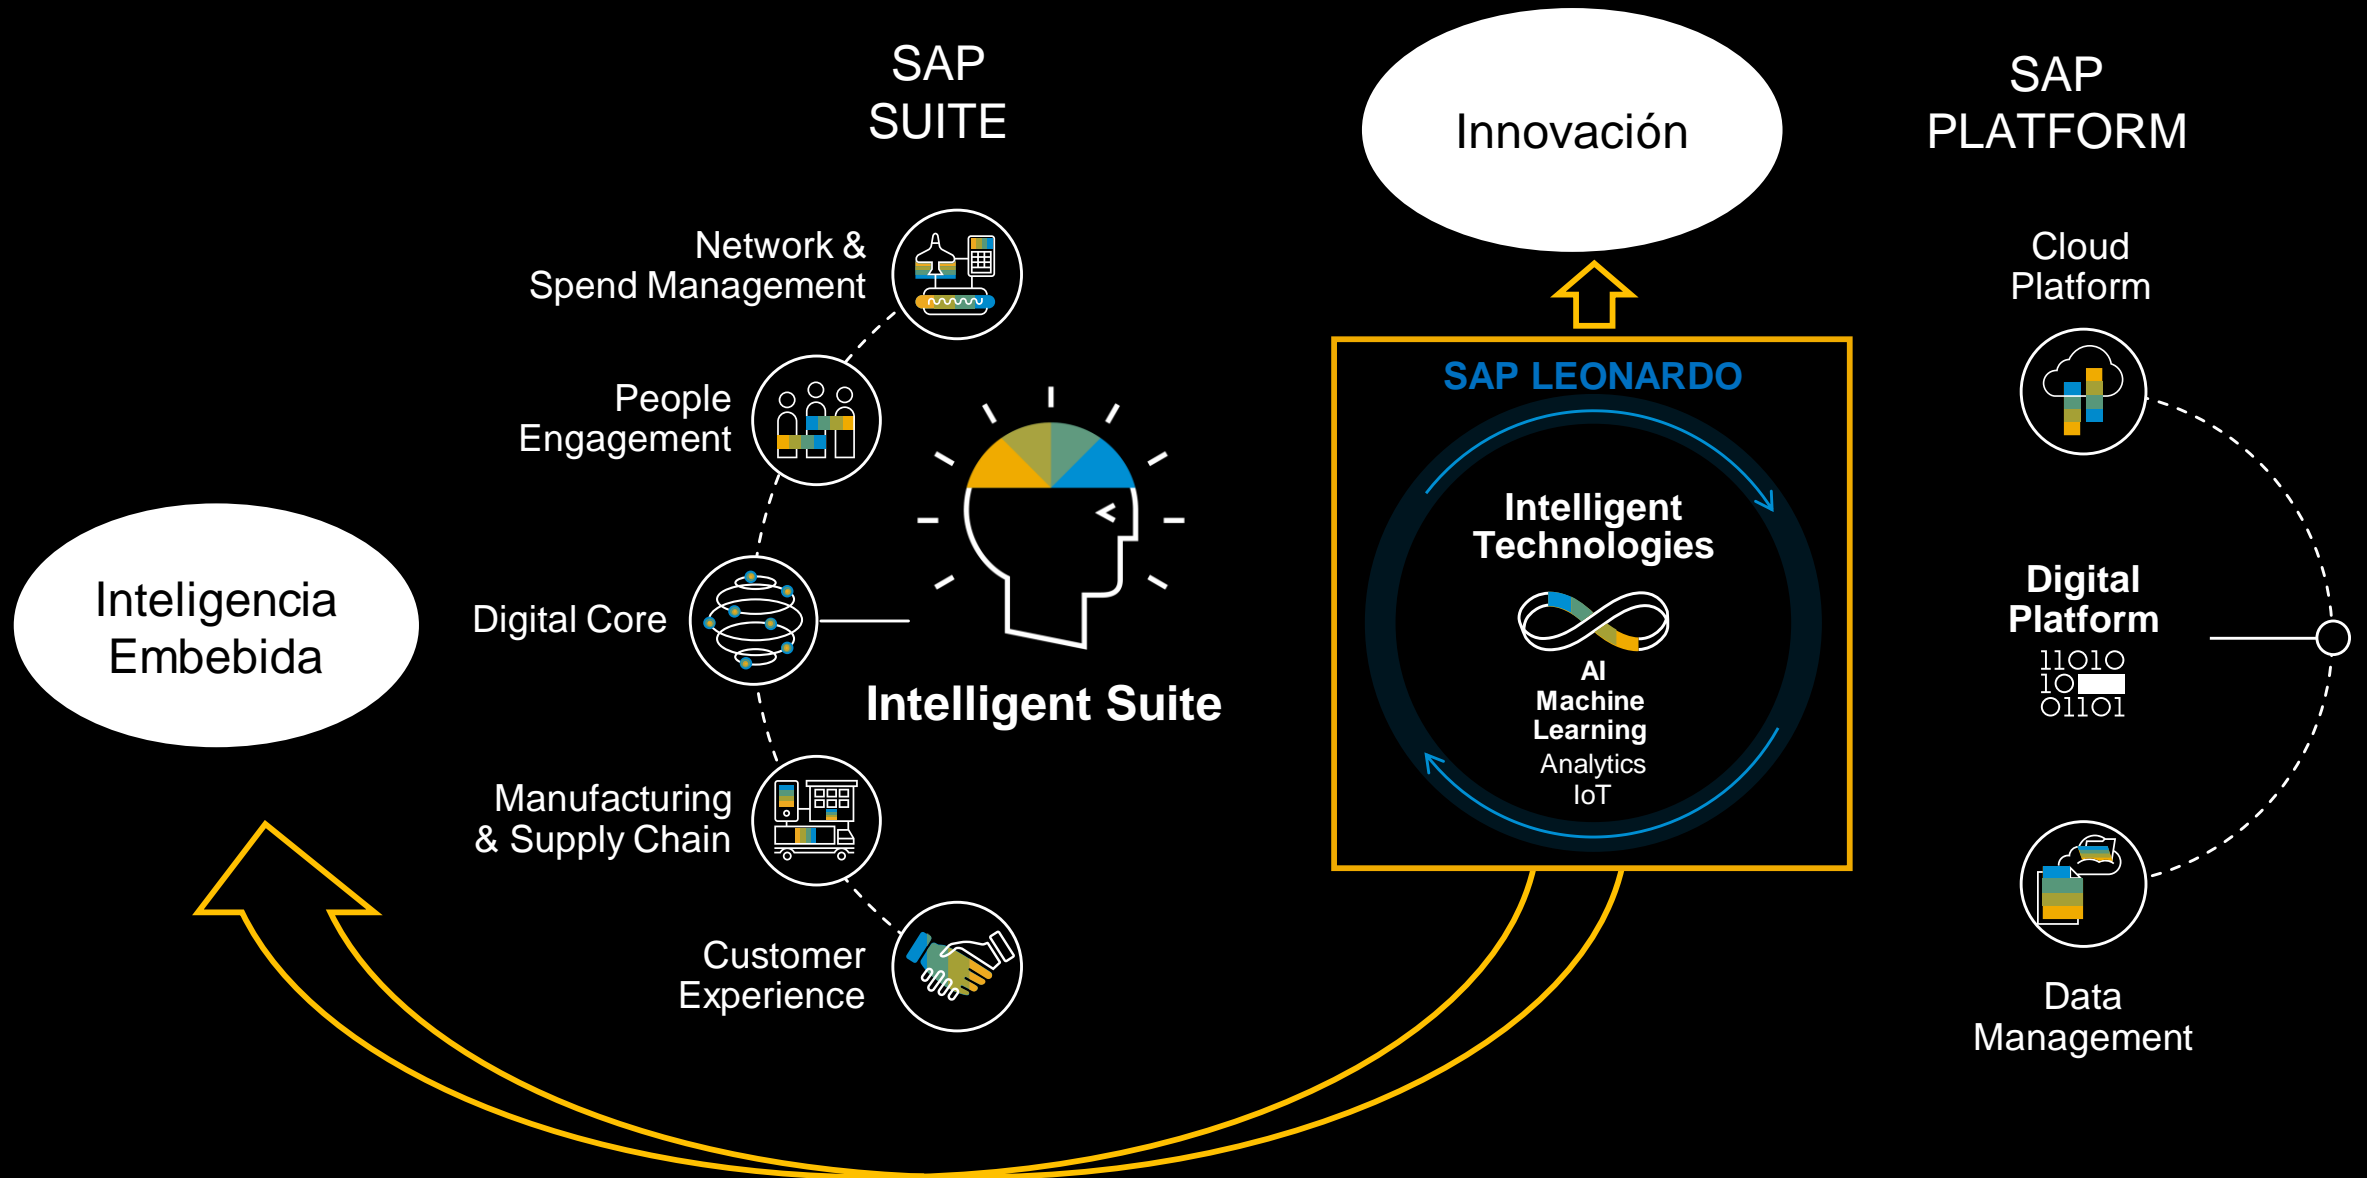 SAP
SUITE
Network &
Spend Management
People
Engagement
Digital Core
Manufacturing
& Supply Chain
Customer
Experience
Intelligent Suite
Inteligencia
Embebida
Innovación
SAP LEONARDO
Intelligent
Technologies
AI
Machine
Learning
Analytics
IoT
SAP
PLATFORM
Cloud
Platform
Digital
Platform
11010
10
01101
Data
Management